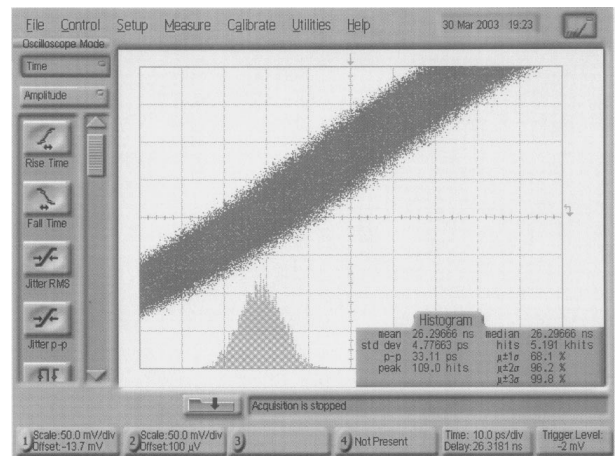 File Control Setup Measure Calibrate Utilities Help 30 Mar 2003 19:23
Oscilloscope Mode
Time
Amplitude
Rise Time
Fall Time
Jitter RMS
Jitter p-p
Histogram
mean 26.29666 ns median 26.29666 ns
std dev 4.77663 ps hits 5.191 khits
p-p 33.11 ps μ±1σ 68.1 %
peak 109.0 hits μ±2σ 96.2 %
μ±3σ 99.8 %
Acquisition is stopped
1 Scale:50.0 mV/div 2 Scale:50.0 mV/div 3 4 Not Present Time: 10.0 ps/div Trigger Level:
Offset:-13.7 mV Offset:100 μV Delay:26.3181 ns -2 mV